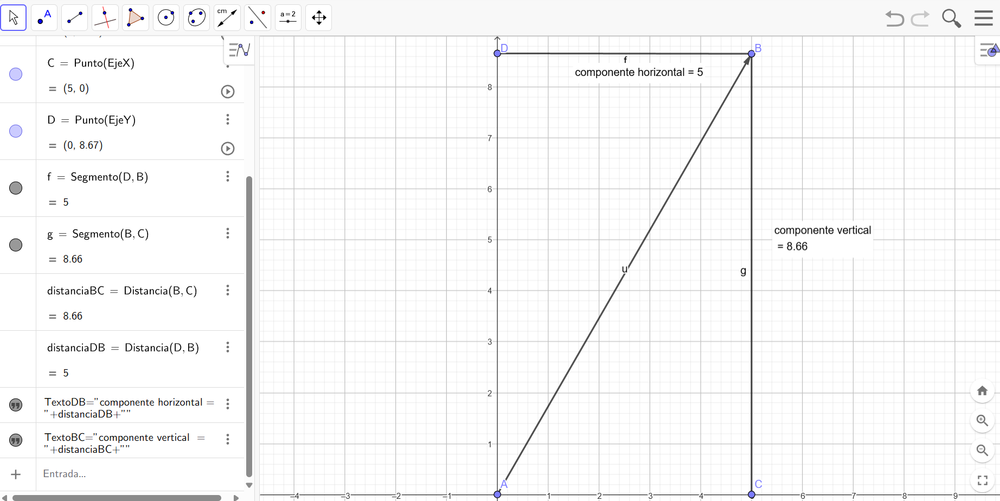 A
cm
a=2
C = Punto(EjeX)
= (5, 0)
D = Punto(EjeY)
= (0, 8.67)
f = Segmento(D, B)
= 5
g = Segmento(B, C)
= 8.66
distanciaBC = Distancia(B, C)
= 8.66
distanciaDB = Distancia(D, B)
= 5
TextoDB="componente horizontal =
"+distanciaDB+""
TextoBC="componente vertical =
"+distanciaBC+""
+ Entrada...
D
B
f
componente horizontal = 5
8
7
6
componente vertical
= 8.66
5
u
g
4
3
2
1
A
C
-4 -3 -2 -1 1 2 3 4 6 7 8 9